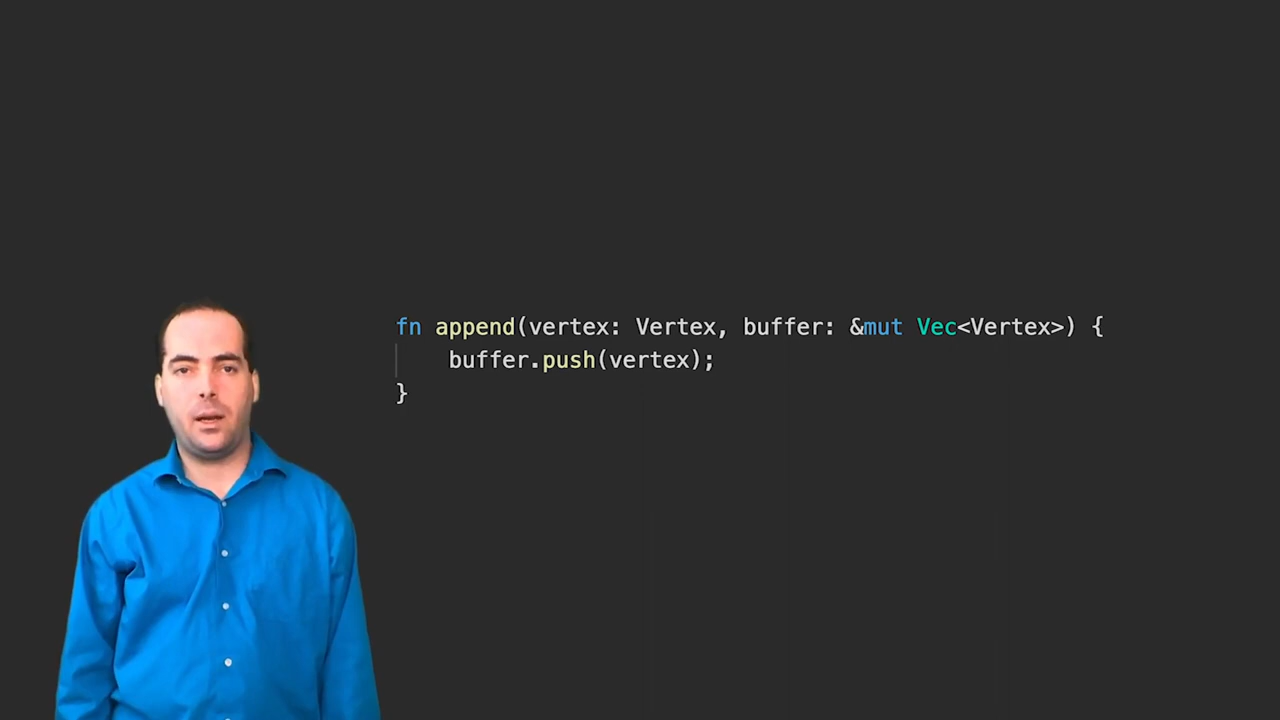 fn append(vertex: Vertex, buffer: &mut Vec<Vertex>) {
    buffer.push(vertex);
}